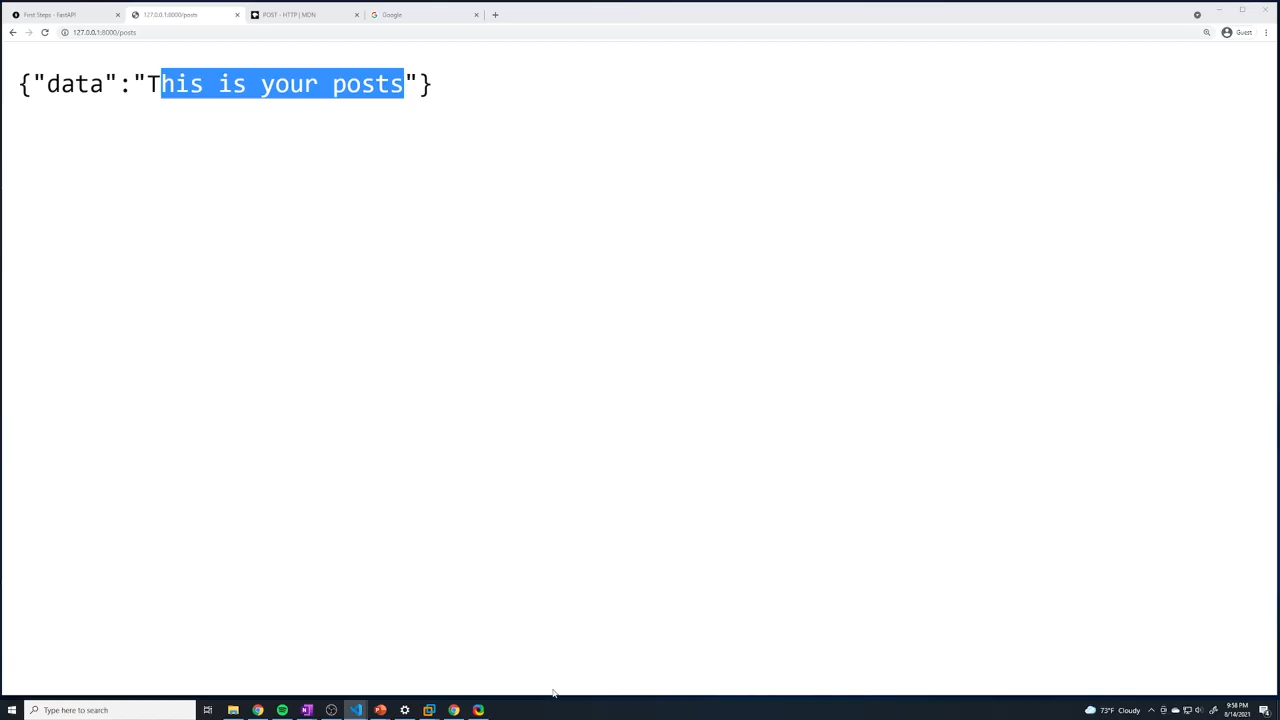 First Steps - FastAPI
127.0.0.1:8000/posts
POST - HTTP | MDN
Google
127.0.0.1:8000/posts
Guest
{"data":"This is your posts"}
Type here to search
73°F Cloudy
9:58 PM
8/14/2021